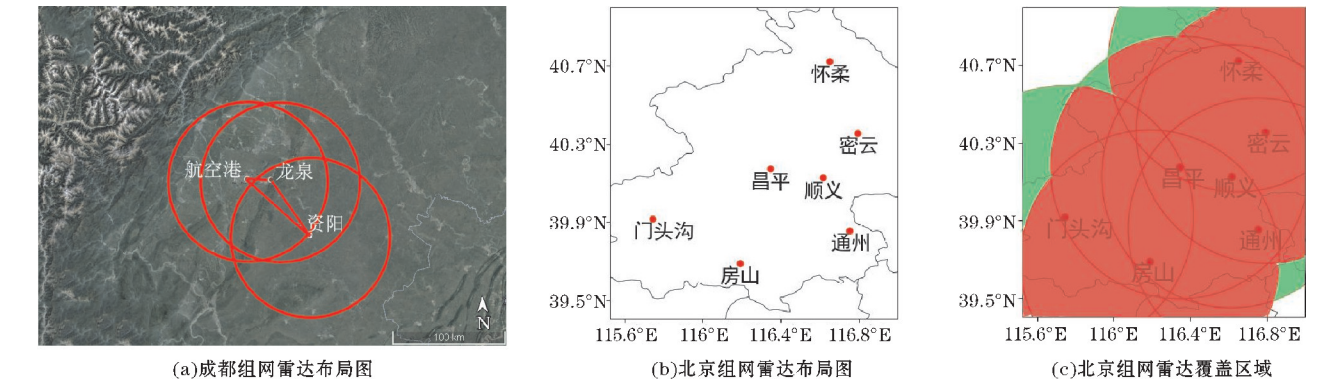 航空港
龙泉
资阳
N
100 km
(a)成都组网雷达布局图
40.7°N
40.3°N
39.9°N
39.5°N
115.6°E
116°E
116.4°E
116.8°E
怀柔
密云
昌平
顺义
门头沟
通州
房山
(b)北京组网雷达布局图
40.7°N
40.3°N
39.9°N
39.5°N
115.6°E
116°E
116.4°E
116.8°E
怀柔
密云
昌平
顺义
门头沟
通州
房山
(c)北京组网雷达覆盖区域